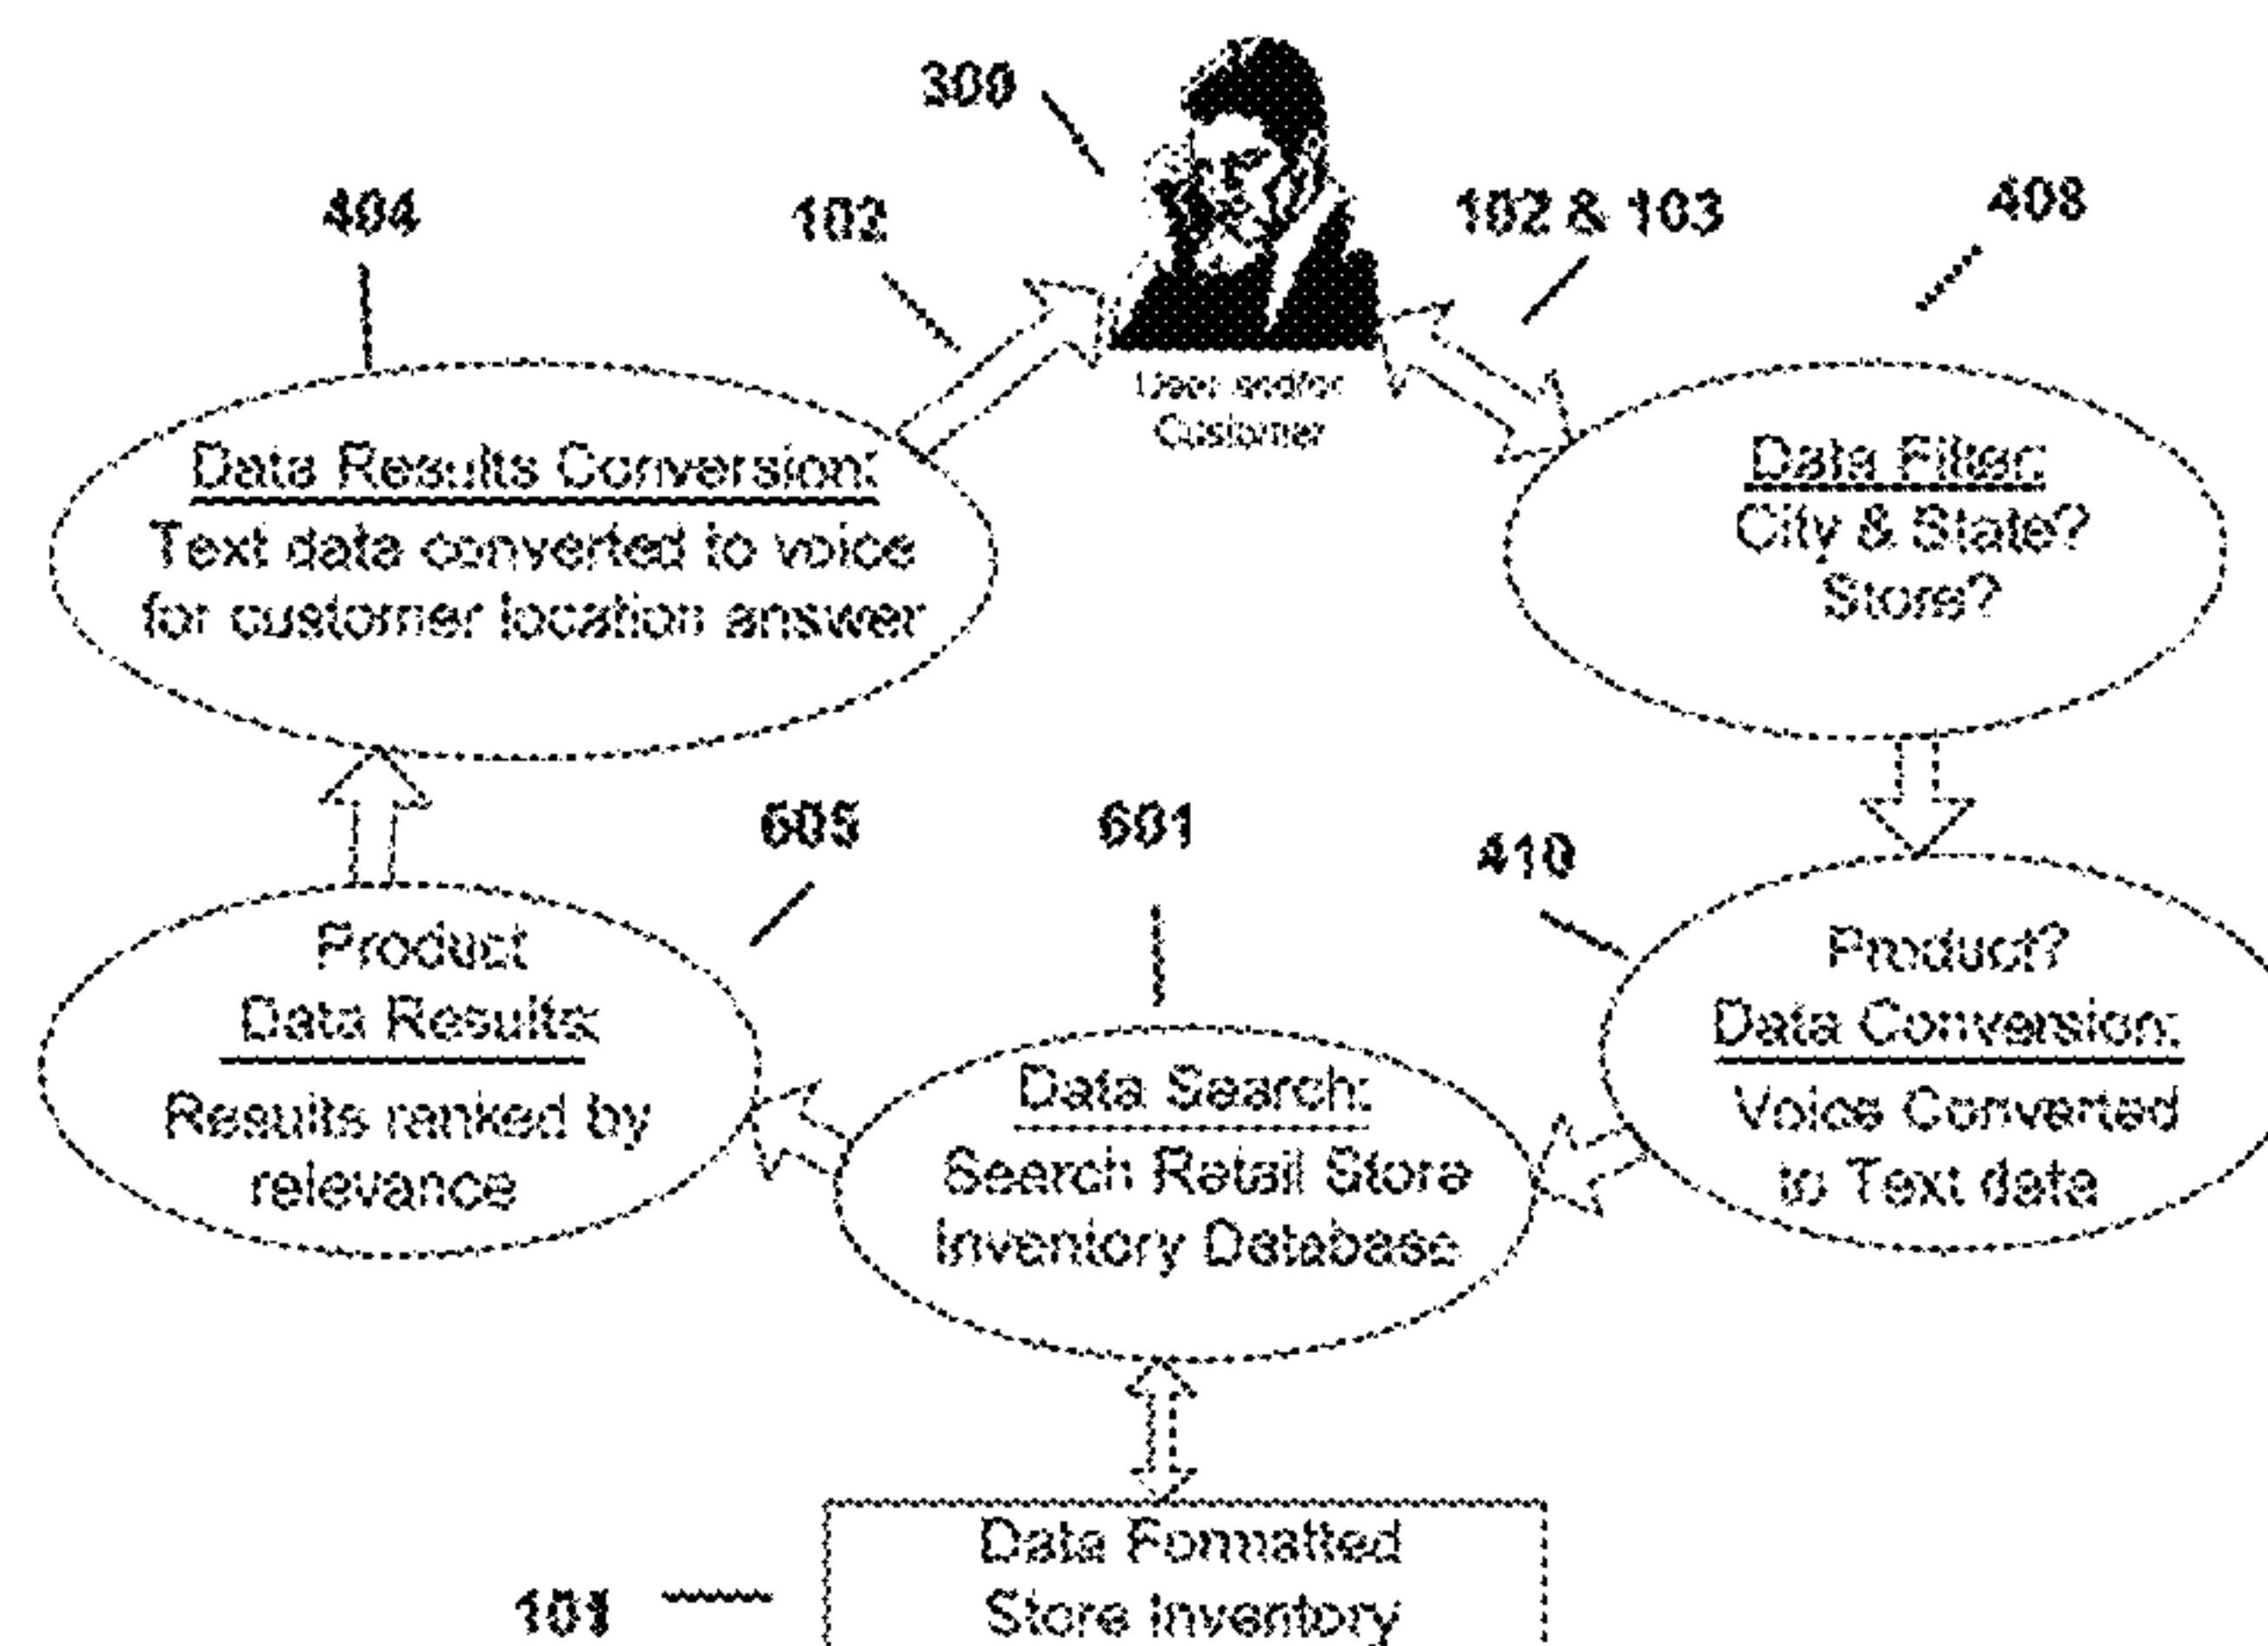 300
404
102
102 & 103
408
User and/or
Customer
Data Results Conversion:
Text data converted to voice
for customer location answer
Data Filter:
City & State?
Store?
605
601
410
Product
Data Results:
Results ranked by
relevance
Data Search:
Search Retail Store
Inventory Database
Product?
Data Conversion:
Voice Converted
to Text data
101
Data Formatted
Store Inventory